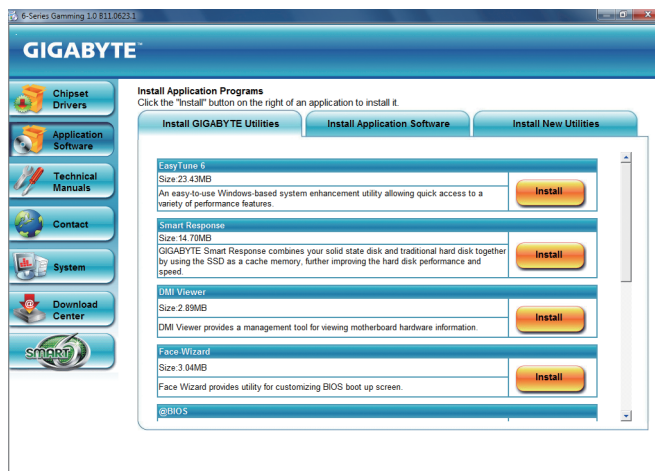 6-Series Gamming 1.0 B11.0623.1
GIGABYTE™
Chipset
Drivers
Application
Software
Technical
Manuals
Contact
System
Download
Center
SMART
Install Application Programs
Click the "Install" button on the right of an application to install it.
Install GIGABYTE Utilities
Install Application Software
Install New Utilities
EasyTune 6
Size:23.43MB
An easy-to-use Windows-based system enhancement utility allowing quick access to a
variety of performance features.
Install
Smart Response
Size:14.70MB
GIGABYTE Smart Response combines your solid state disk and traditional hard disk together
by using the SSD as a cache memory, further improving the hard disk performance and
speed.
Install
DMI Viewer
Size:2.89MB
DMI Viewer provides a management tool for viewing motherboard hardware information.
Install
Face-Wizard
Size:3.04MB
Face Wizard provides utility for customizing BIOS boot up screen.
Install
@BIOS